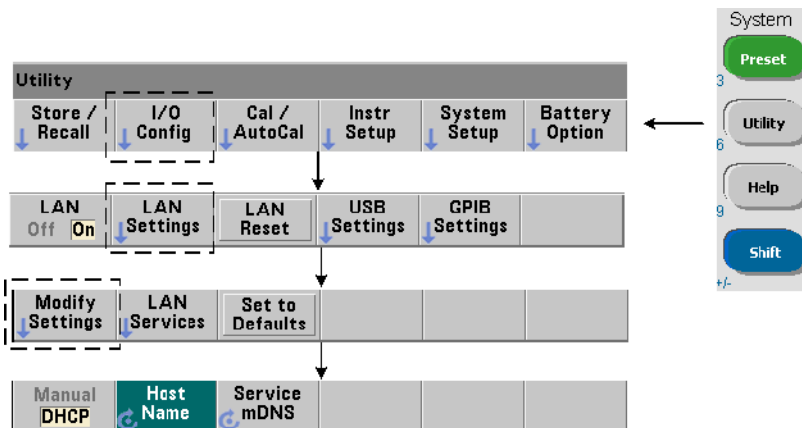 System
Preset
3
Utility
6
Help
9
Shift
+/-
Utility
Store / Recall
I/O Config
Cal / AutoCal
Instr Setup
System Setup
Battery Option
LAN Off On
LAN Settings
LAN Reset
USB Settings
GPIB Settings
Modify Settings
LAN Services
Set to Defaults
Manual DHCP
Host Name
Service mDNS